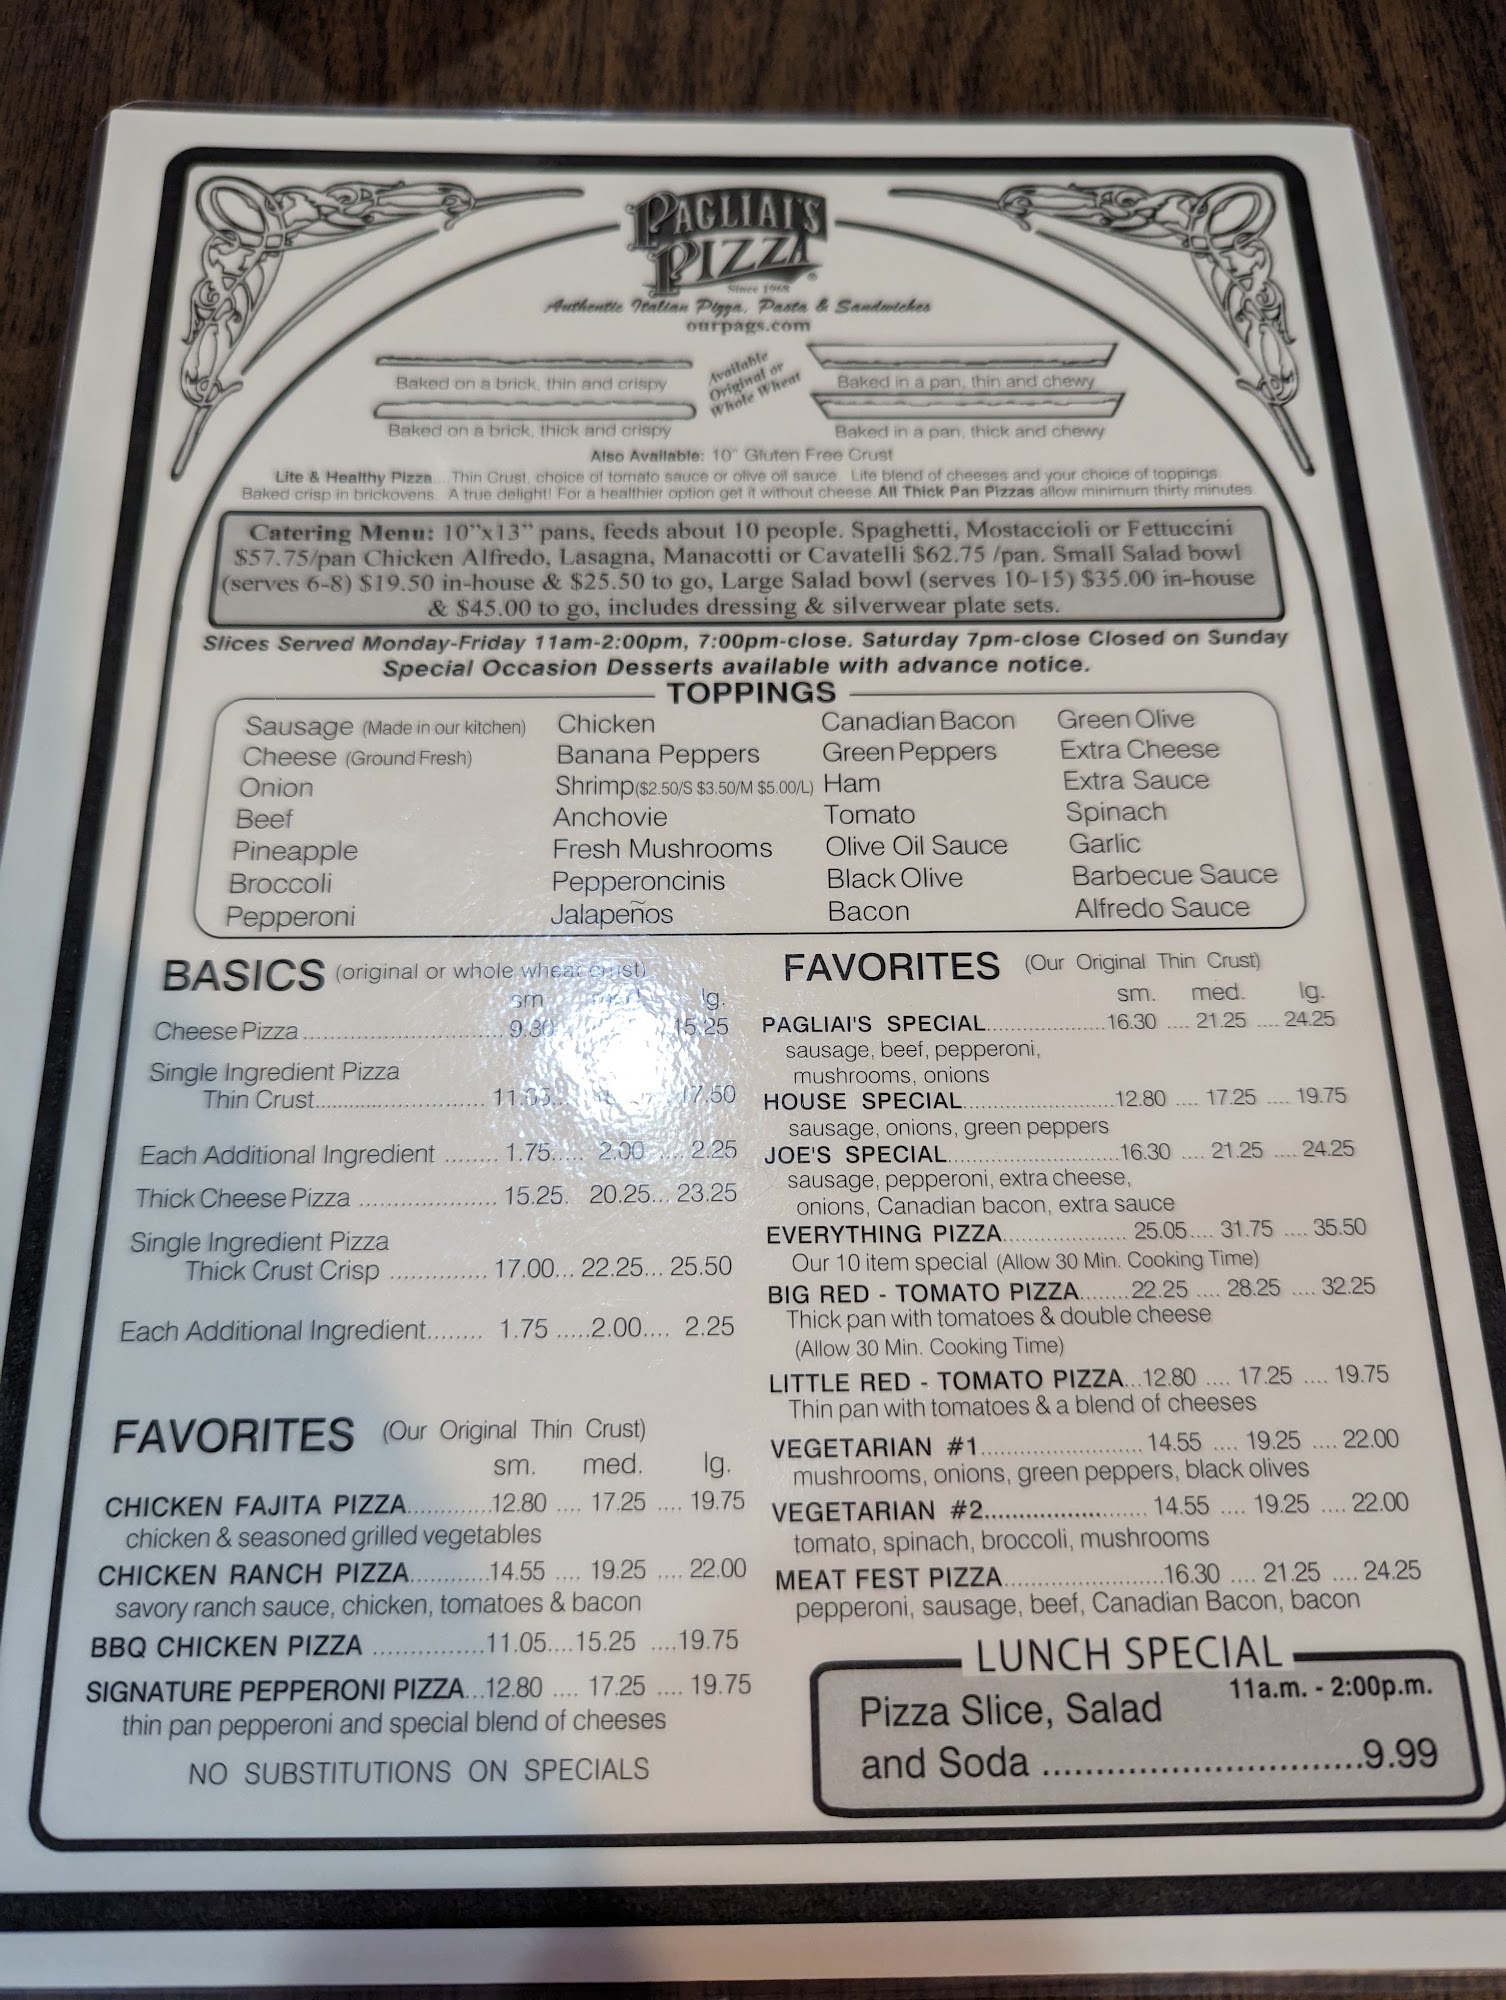 PAGLIAI'S
PIZZA
Since 1968
Authentic Italian Pizza, Pasta & Sandwiches
ourpags.com
Baked on a brick, thin and crispy
Baked on a brick, thick and crispy
Available
Original or
Whole Wheat
Baked in a pan, thin and chewy
Baked in a pan, thick and chewy
Also Available: 10" Gluten Free Crust
Lite & Healthy Pizza... Thin Crust, choice of tomato sauce or olive oil sauce. Lite blend of cheeses and your choice of toppings.
Baked crisp in brickovens. A true delight! For a healthier option get it without cheese. All Thick Pan Pizzas allow minimum thirty minutes.
Catering Menu: 10"x13" pans, feeds about 10 people. Spaghetti, Mostaccioli or Fettuccini
$57.75/pan Chicken Alfredo, Lasagna, Manacotti or Cavatelli $62.75 /pan. Small Salad bowl
(serves 6-8) $19.50 in-house & $25.50 to go, Large Salad bowl (serves 10-15) $35.00 in-house
& $45.00 to go, includes dressing & silverwear plate sets.
Slices Served Monday-Friday 11am-2:00pm, 7:00pm-close. Saturday 7pm-close Closed on Sunday
Special Occasion Desserts available with advance notice.
TOPPINGS
Sausage (Made in our kitchen)
Cheese (Ground Fresh)
Onion
Beef
Pineapple
Broccoli
Pepperoni
Chicken
Banana Peppers
Shrimp($2.50/S $3.50/M $5.00/L)
Anchovie
Fresh Mushrooms
Pepperoncinis
Jalapeños
Canadian Bacon
Green Peppers
Ham
Tomato
Olive Oil Sauce
Black Olive
Bacon
Green Olive
Extra Cheese
Extra Sauce
Spinach
Garlic
Barbecue Sauce
Alfredo Sauce
BASICS (original or whole wheat crust)
sm med lg.
Cheese Pizza 9.30 15.25
Single Ingredient Pizza
Thin Crust 17.50
Each Additional Ingredient ........ 1.75..... 2.00 .... 2.25
Thick Cheese Pizza .................... 15.25. 20.25... 23.25
Single Ingredient Pizza
Thick Crust Crisp .............. 17.00... 22.25... 25.50
Each Additional Ingredient........ 1.75 .....2.00.... 2.25
FAVORITES (Our Original Thin Crust)
sm. med. lg.
CHICKEN FAJITA PIZZA............12.80 .... 17.25 .... 19.75
chicken & seasoned grilled vegetables
CHICKEN RANCH PIZZA............14.55 .... 19.25 .... 22.00
savory ranch sauce, chicken, tomatoes & bacon
BBQ CHICKEN PIZZA ................11.05....15.25 ....19.75
SIGNATURE PEPPERONI PIZZA...12.80 .... 17.25 .... 19.75
thin pan pepperoni and special blend of cheeses
NO SUBSTITUTIONS ON SPECIALS
FAVORITES (Our Original Thin Crust)
sm. med. lg.
PAGLIAI'S SPECIAL....................16.30 .... 21.25 .... 24.25
sausage, beef, pepperoni,
mushrooms, onions
HOUSE SPECIAL..........................12.80 .... 17.25 .... 19.75
sausage, onions, green peppers
JOE'S SPECIAL.............................16.30 .... 21.25 .... 24.25
sausage, pepperoni, extra cheese,
onions, Canadian bacon, extra sauce
EVERYTHING PIZZA..................... 25.05.... 31.75 .... 35.50
Our 10 item special (Allow 30 Min. Cooking Time)
BIG RED - TOMATO PIZZA........22.25 .... 28.25 .... 32.25
Thick pan with tomatoes & double cheese
(Allow 30 Min. Cooking Time)
LITTLE RED - TOMATO PIZZA...12.80 .... 17.25 .... 19.75
Thin pan with tomatoes & a blend of cheeses
VEGETARIAN #1.......................... 14.55 .... 19.25 .... 22.00
mushrooms, onions, green peppers, black olives
VEGETARIAN #2.......................... 14.55 .... 19.25 .... 22.00
tomato, spinach, broccoli, mushrooms
MEAT FEST PIZZA.........................16.30 .... 21.25 .... 24.25
pepperoni, sausage, beef, Canadian Bacon, bacon
LUNCH SPECIAL
11a.m. - 2:00p.m.
Pizza Slice, Salad
and Soda ..............................9.99